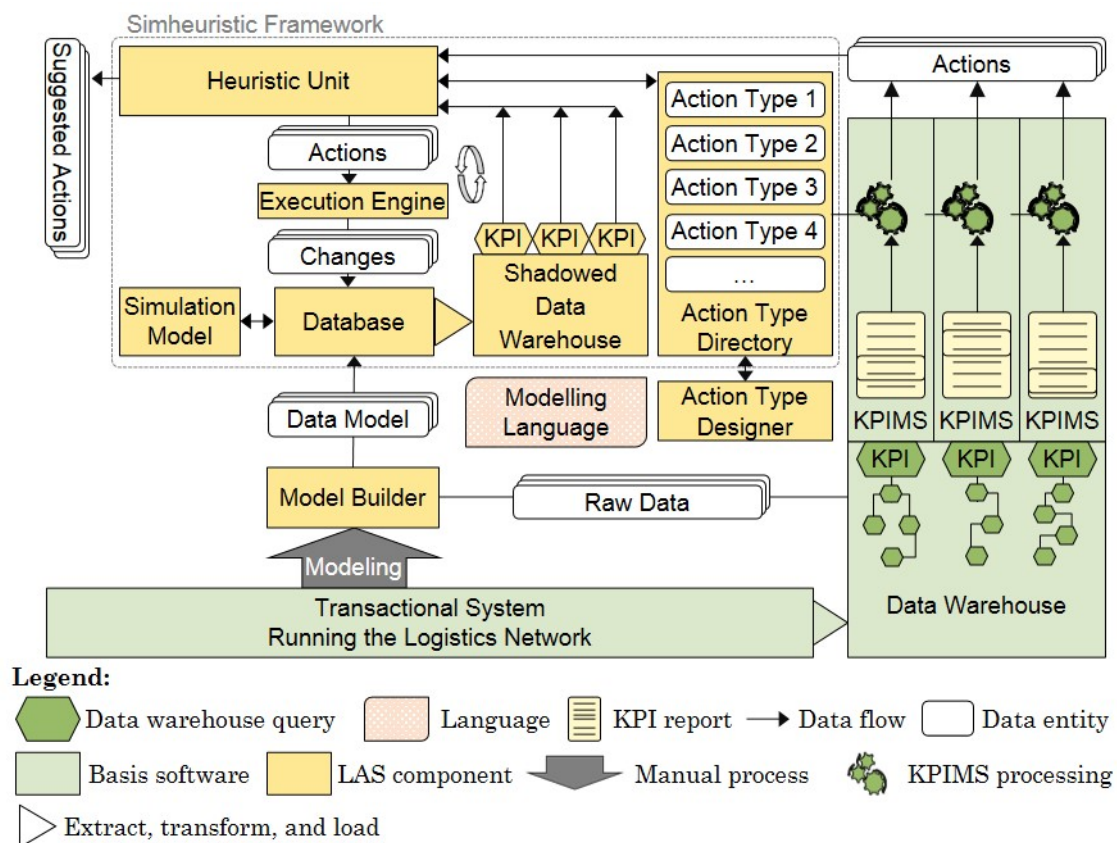 Simheuristic Framework
Suggested Actions
Heuristic Unit
Actions
Action Type 1
Actions
Action Type 2
Execution Engine
Action Type 3
KPI KPI KPI
Action Type 4
Changes
Shadowed
Data
Warehouse
...
Simulation
Model
Database
Action Type
Directory
Modelling
Language
Action Type
Designer
KPIMS KPIMS KPIMS
Data Model
KPI KPI KPI
Model Builder
Raw Data
Modeling
Transactional System
Running the Logistics Network
Data Warehouse
Legend:
Data warehouse query
Language
KPI report
Data flow
Data entity
Basis software
LAS component
Manual process
KPIMS processing
Extract, transform, and load